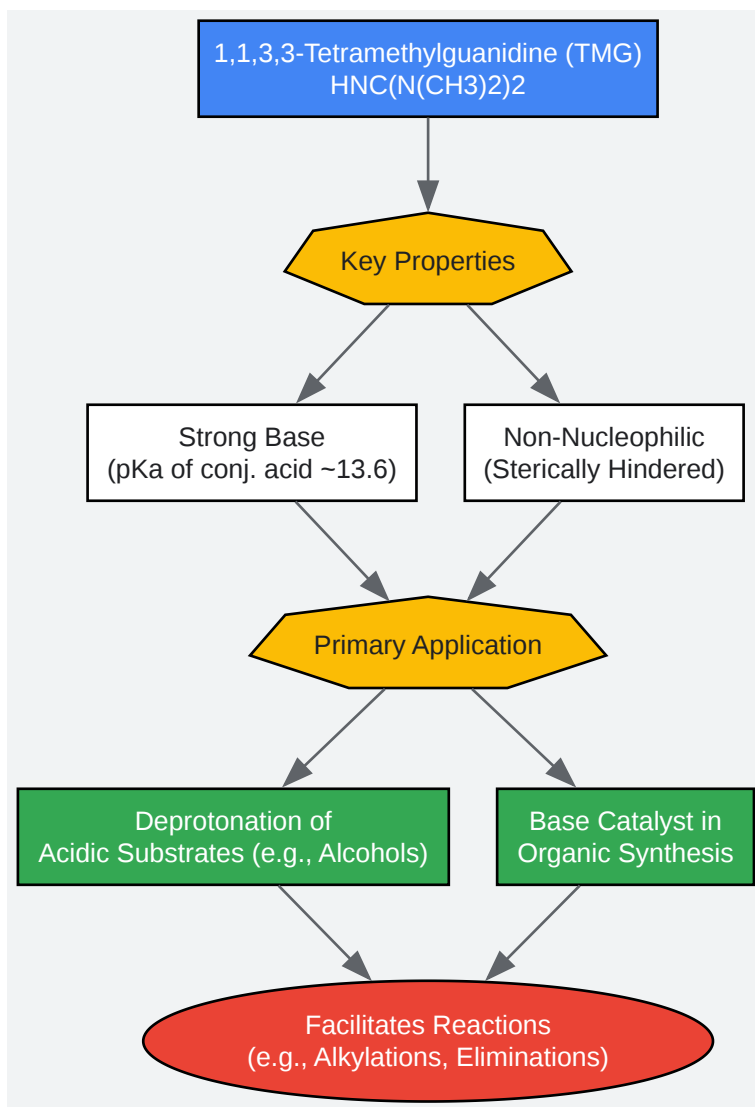 1,1,3,3-Tetramethylguanidine (TMG)
HNC(N(CH3)2)2
Key Properties
Strong Base
(pKa of conj. acid ~13.6)
Non-Nucleophilic
(Sterically Hindered)
Primary Application
Deprotonation of
Acidic Substrates (e.g., Alcohols)
Base Catalyst in
Organic Synthesis
Facilitates Reactions
(e.g., Alkylations, Eliminations)